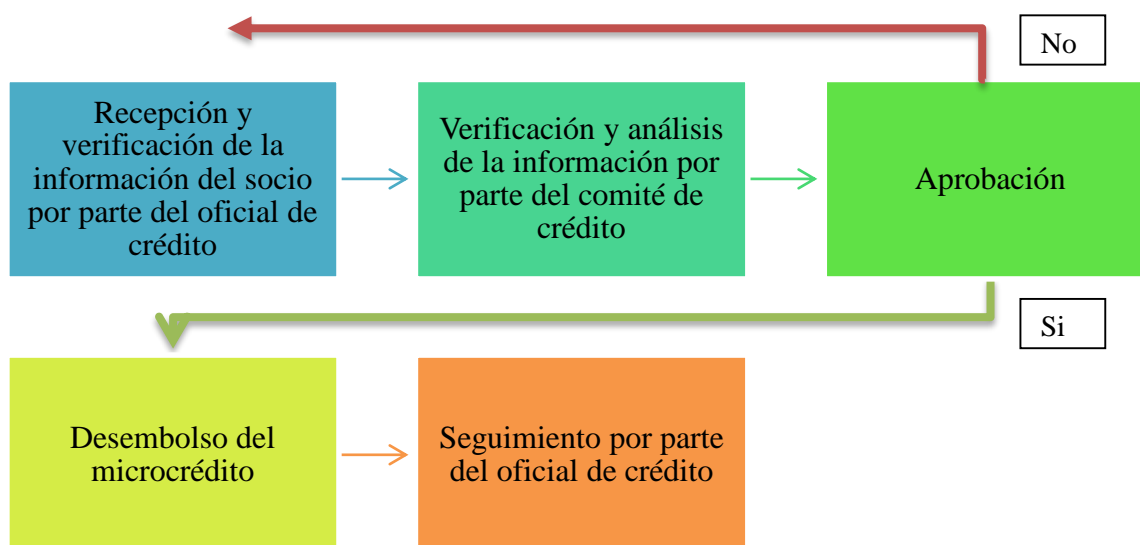 No
Recepción y
verificación de la
información del socio
por parte del oficial de
crédito
Verificación y análisis
de la información por
parte del comité de
crédito
Aprobación
Si
Desembolso del
microcrédito
Seguimiento por parte
del oficial de crédito